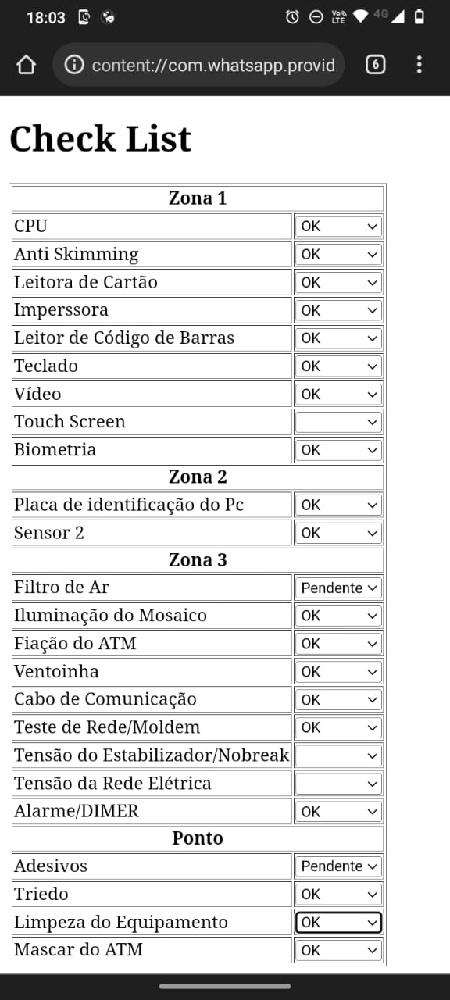 18:03 Vo)) LTE 4G
content://com.whatsapp.provid 6
Check List
Zona 1
CPU OK
Anti Skimming OK
Leitora de Cartão OK
Imperssora OK
Leitor de Código de Barras OK
Teclado OK
Vídeo OK
Touch Screen
Biometria OK
Zona 2
Placa de identificação do Pc OK
Sensor 2 OK
Zona 3
Filtro de Ar Pendente
Iluminação do Mosaico OK
Fiação do ATM OK
Ventoinha OK
Cabo de Comunicação OK
Teste de Rede/Moldem OK
Tensão do Estabilizador/Nobreak
Tensão da Rede Elétrica
Alarme/DIMER OK
Ponto
Adesivos Pendente
Triedo OK
Limpeza do Equipamento OK
Mascar do ATM OK